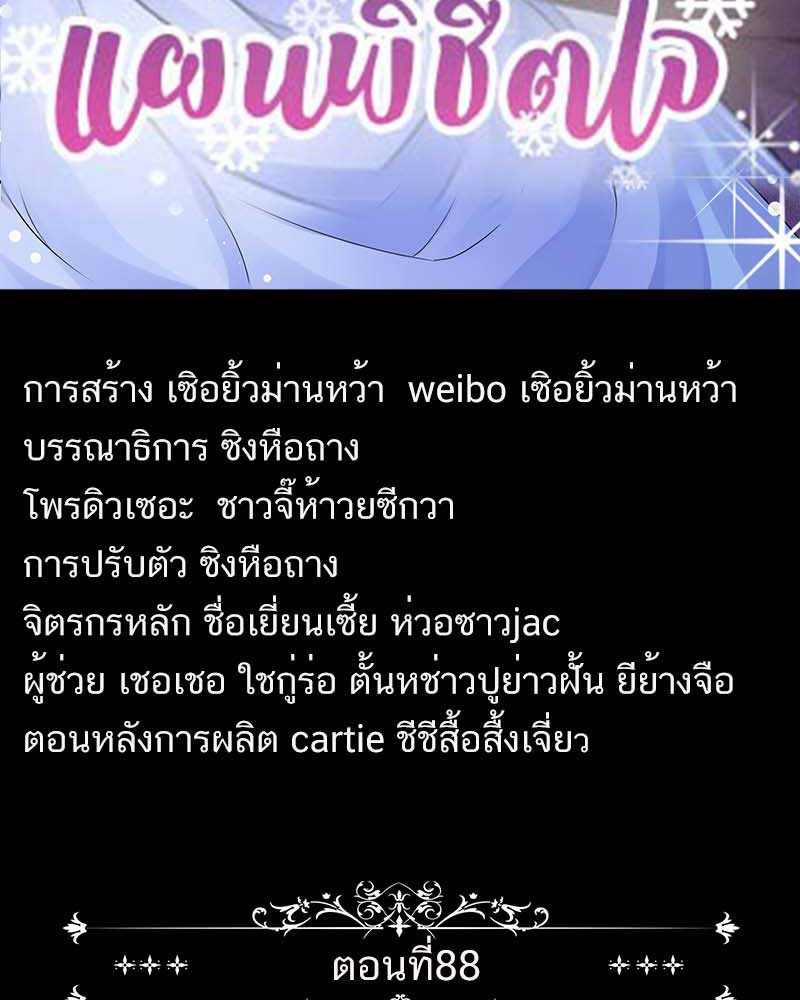 แผนพิชิตใจ
การสร้าง เซิอยิ้วม่านหว้า weibo เซิอยิ้วม่านหว้า
บรรณาธิการ ซิงหือถาง
โพรดิวเซอะ ชาวจี๊ห้าวยซีกวา
การปรับตัว ซิงหือถาง
จิตรกรหลัก ชื่อเยี่ยนเซี้ย ห่วอซาวjac
ผู้ช่วย เชอเชอ ใชกู่ร่อ ตั้นหช่าวปูย่าวฝั้น ยีย้างจือ
ตอนหลังการผลิต cartie ชีชีสื้อสิ้งเจี่ยว
ตอนที่88